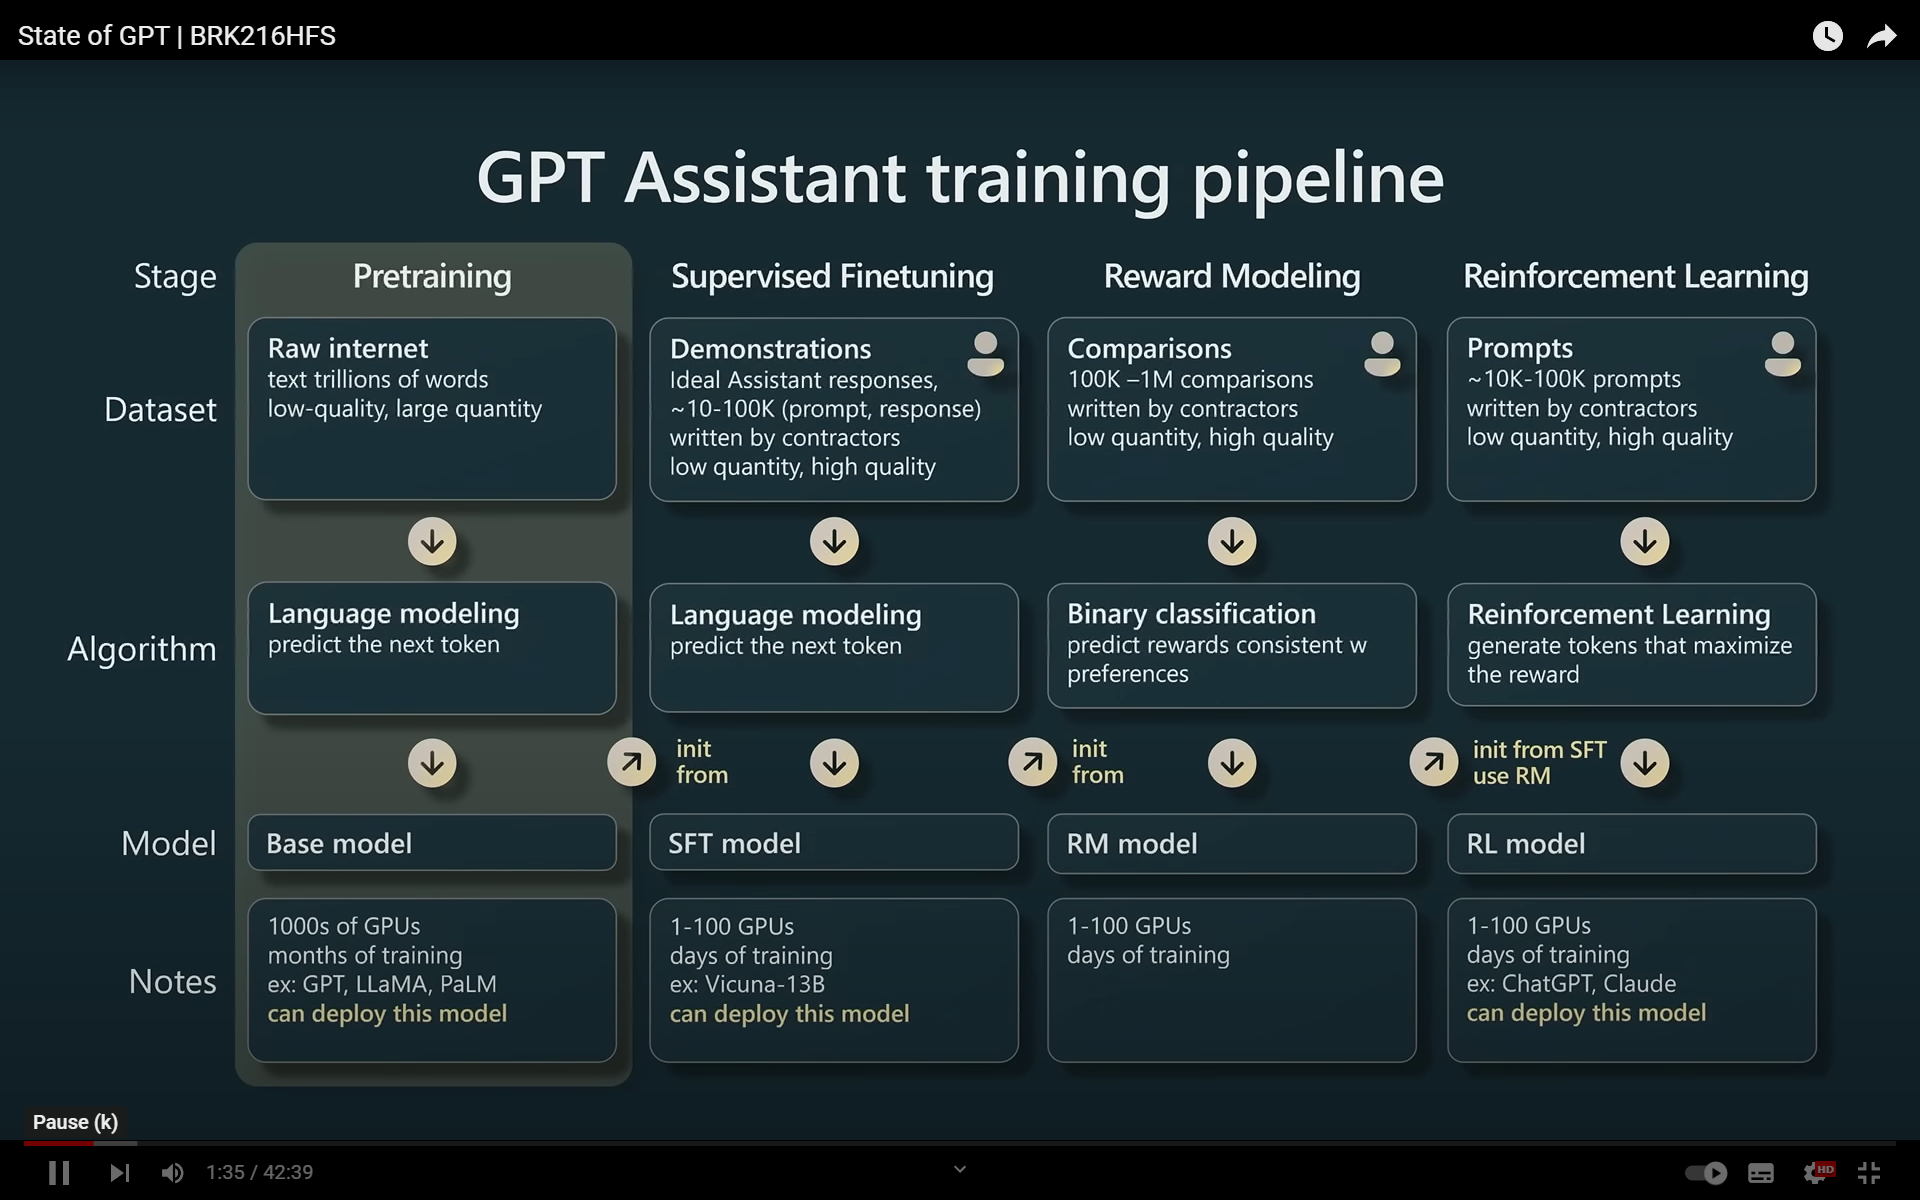 State of GPT | BRK216HFS
GPT Assistant training pipeline
Stage
Pretraining
Supervised Finetuning
Reward Modeling
Reinforcement Learning
Dataset
Raw internet
text trillions of words
low-quality, large quantity
Demonstrations
Ideal Assistant responses,
~10-100K (prompt, response)
written by contractors
low quantity, high quality
Comparisons
100K –1M comparisons
written by contractors
low quantity, high quality
Prompts
~10K-100K prompts
written by contractors
low quantity, high quality
Algorithm
Language modeling
predict the next token
Language modeling
predict the next token
Binary classification
predict rewards consistent w
preferences
Reinforcement Learning
generate tokens that maximize
the reward
init
from
init
from
init from SFT
use RM
Model
Base model
SFT model
RM model
RL model
Notes
1000s of GPUs
months of training
ex: GPT, LLaMA, PaLM
can deploy this model
1-100 GPUs
days of training
ex: Vicuna-13B
can deploy this model
1-100 GPUs
days of training
1-100 GPUs
days of training
ex: ChatGPT, Claude
can deploy this model
Pause (k)
1:35 / 42:39
HD